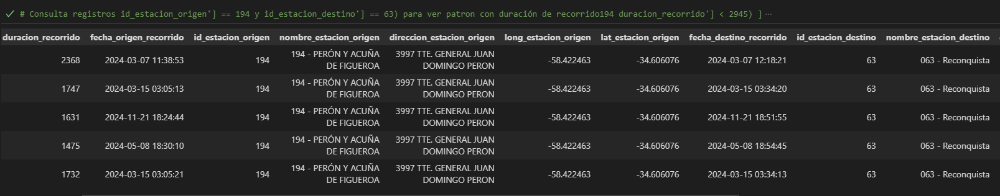 # Consulta registros id_estacion_origen'] == 194 y id_estacion_destino'] == 63) para ver patron con duración de recorrido194 duracion_recorrido'] < 2945) ] ...
duracion_recorrido fecha_origen_recorrido id_estacion_origen nombre_estacion_origen direccion_estacion_origen long_estacion_origen lat_estacion_origen fecha_destino_recorrido id_estacion_destino nombre_estacion_destino
2368 2024-03-07 11:38:53 194 194 - PERÓN Y ACUÑA 3997 TTE. GENERAL JUAN -58.422463 -34.606076 2024-03-07 12:18:21 63 063 - Reconquista
DE FIGUEROA DOMINGO PERON
1747 2024-03-15 03:05:13 194 194 - PERÓN Y ACUÑA 3997 TTE. GENERAL JUAN -58.422463 -34.606076 2024-03-15 03:34:20 63 063 - Reconquista
DE FIGUEROA DOMINGO PERON
1631 2024-11-21 18:24:44 194 194 - PERÓN Y ACUÑA 3997 TTE. GENERAL JUAN -58.422463 -34.606076 2024-11-21 18:51:55 63 063 - Reconquista
DE FIGUEROA DOMINGO PERON
1475 2024-05-08 18:30:10 194 194 - PERÓN Y ACUÑA 3997 TTE. GENERAL JUAN -58.422463 -34.606076 2024-05-08 18:54:45 63 063 - Reconquista
DE FIGUEROA DOMINGO PERON
1732 2024-03-15 03:05:21 194 194 - PERÓN Y ACUÑA 3997 TTE. GENERAL JUAN -58.422463 -34.606076 2024-03-15 03:34:13 63 063 - Reconquista
DE FIGUEROA DOMINGO PERON